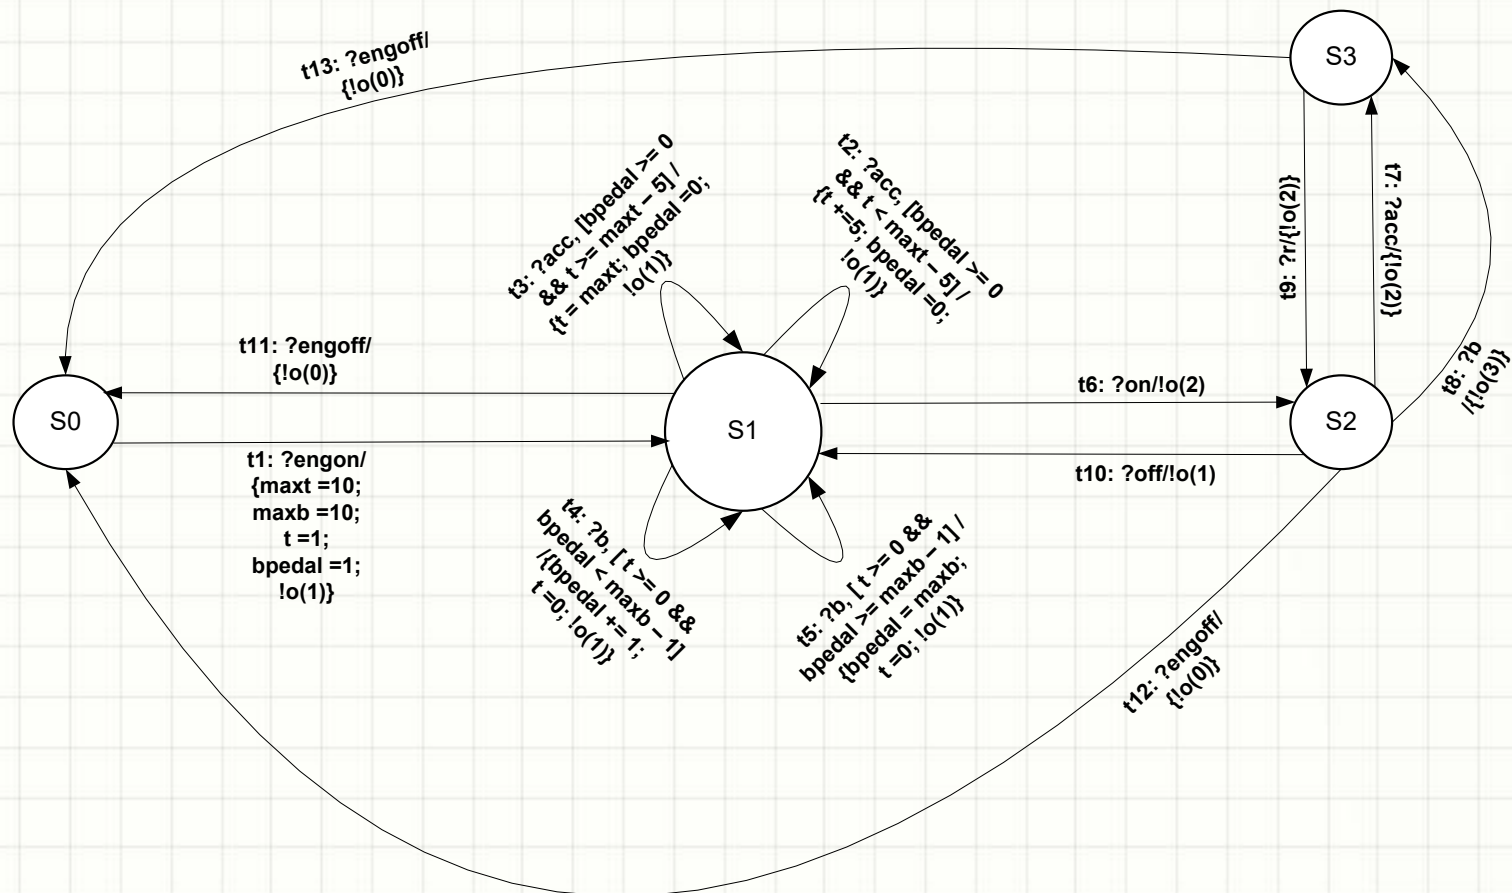 S3
t13: ?engoff/
{!o(0)}
t3: ?acc, [bpedal >= 0
&& t >= maxt – 5] /
{t = maxt; bpedal =0;
!o(1)}
t2: ?acc, [bpedal >= 0
&& t < maxt – 5] /
{t +=5; bpedal =0;
!o(1)}
t9: ?r/{!o(2)}
t7: ?acc/{!o(2)}
t8: ?b
/{!o(3)}
t11: ?engoff/
{!o(0)}
t6: ?on/!o(2)
S0
S1
S2
t1: ?engon/
{maxt =10;
maxb =10;
t =1;
bpedal =1;
!o(1)}
t10: ?off/!o(1)
t4: ?b, [ t >= 0 &&
bpedal < maxb – 1]
/{bpedal += 1;
t =0; !o(1)}
t5: ?b, [ t >= 0 &&
bpedal >= maxb – 1] /
{bpedal = maxb;
t =0; !o(1)}
t12: ?engoff/
{!o(0)}